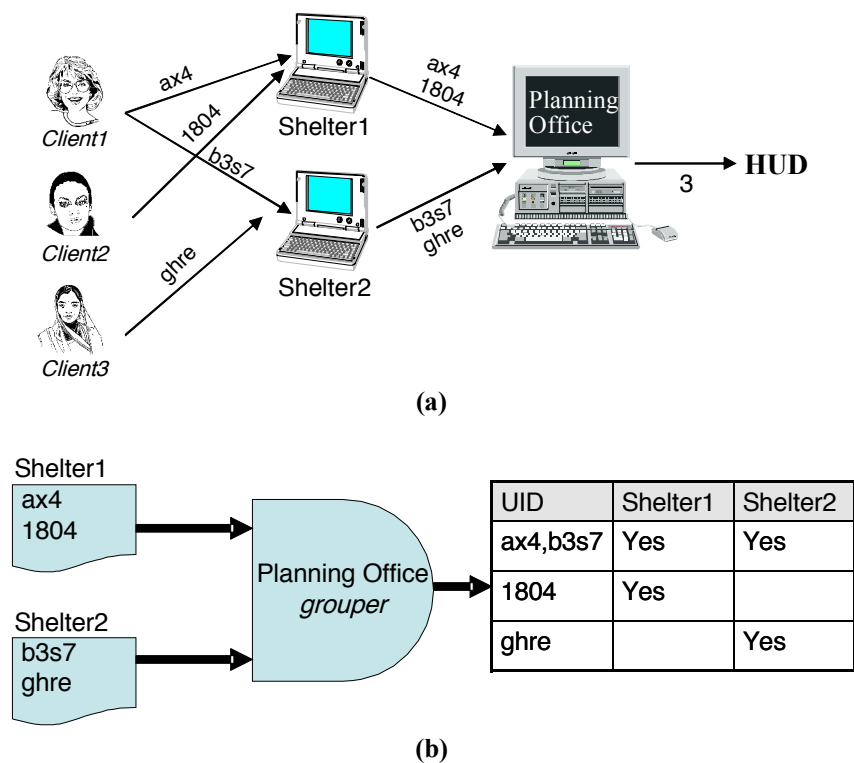 ax4
1804
b3s7
ghre
Client1
Client2
Client3
Shelter1
Shelter2
ax4
1804
b3s7
ghre
Planning
Office
3
HUD
(a)
Shelter1
ax4
1804
Shelter2
b3s7
ghre
Planning Office
grouper
UID Shelter1 Shelter2
ax4,b3s7 Yes Yes
1804 Yes
ghre Yes
(b)